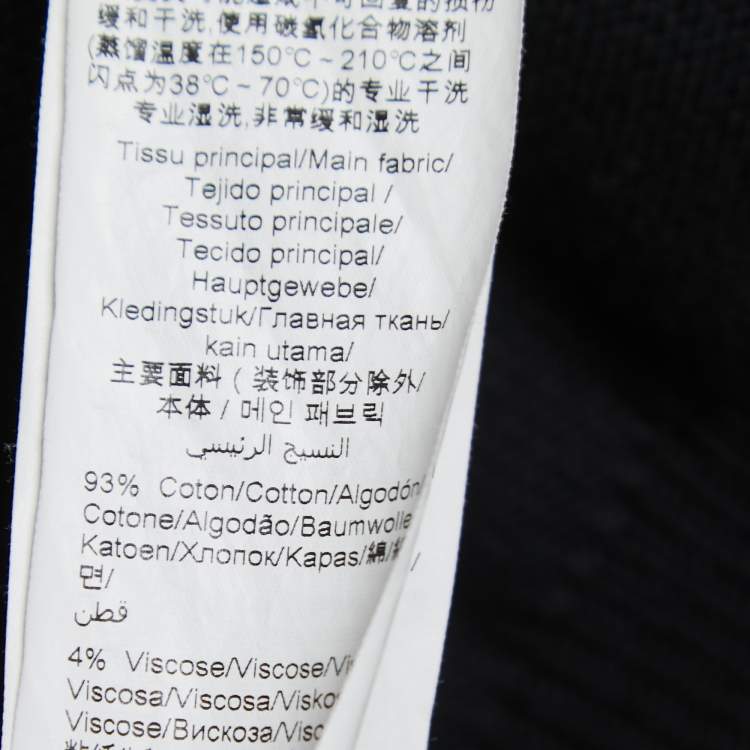 缓和干洗,使用碳氢化合物溶剂
(蒸馏温度在150°C ~ 210°C之间
闪点为38°C ~ 70°C)的专业干洗
专业湿洗,非常缓和湿洗
Tissu principal/Main fabric/
Tejido principal /
Tessuto principale/
Tecido principal/
Hauptgewebe/
Kledingstuk/Главная ткань/
kain utama/
主要面料 ( 装饰部分除外/
本体 / 메인 패브릭
النسيج الرئيسي
93% Coton/Cotton/Algodón/
Cotone/Algodão/Baumwolle
Katoen/Хлопок/Kapas/綿/
면/
قطن
4% Viscose/Viscose/
Viscosa/Viscosa/
Viscose/Вискоза/